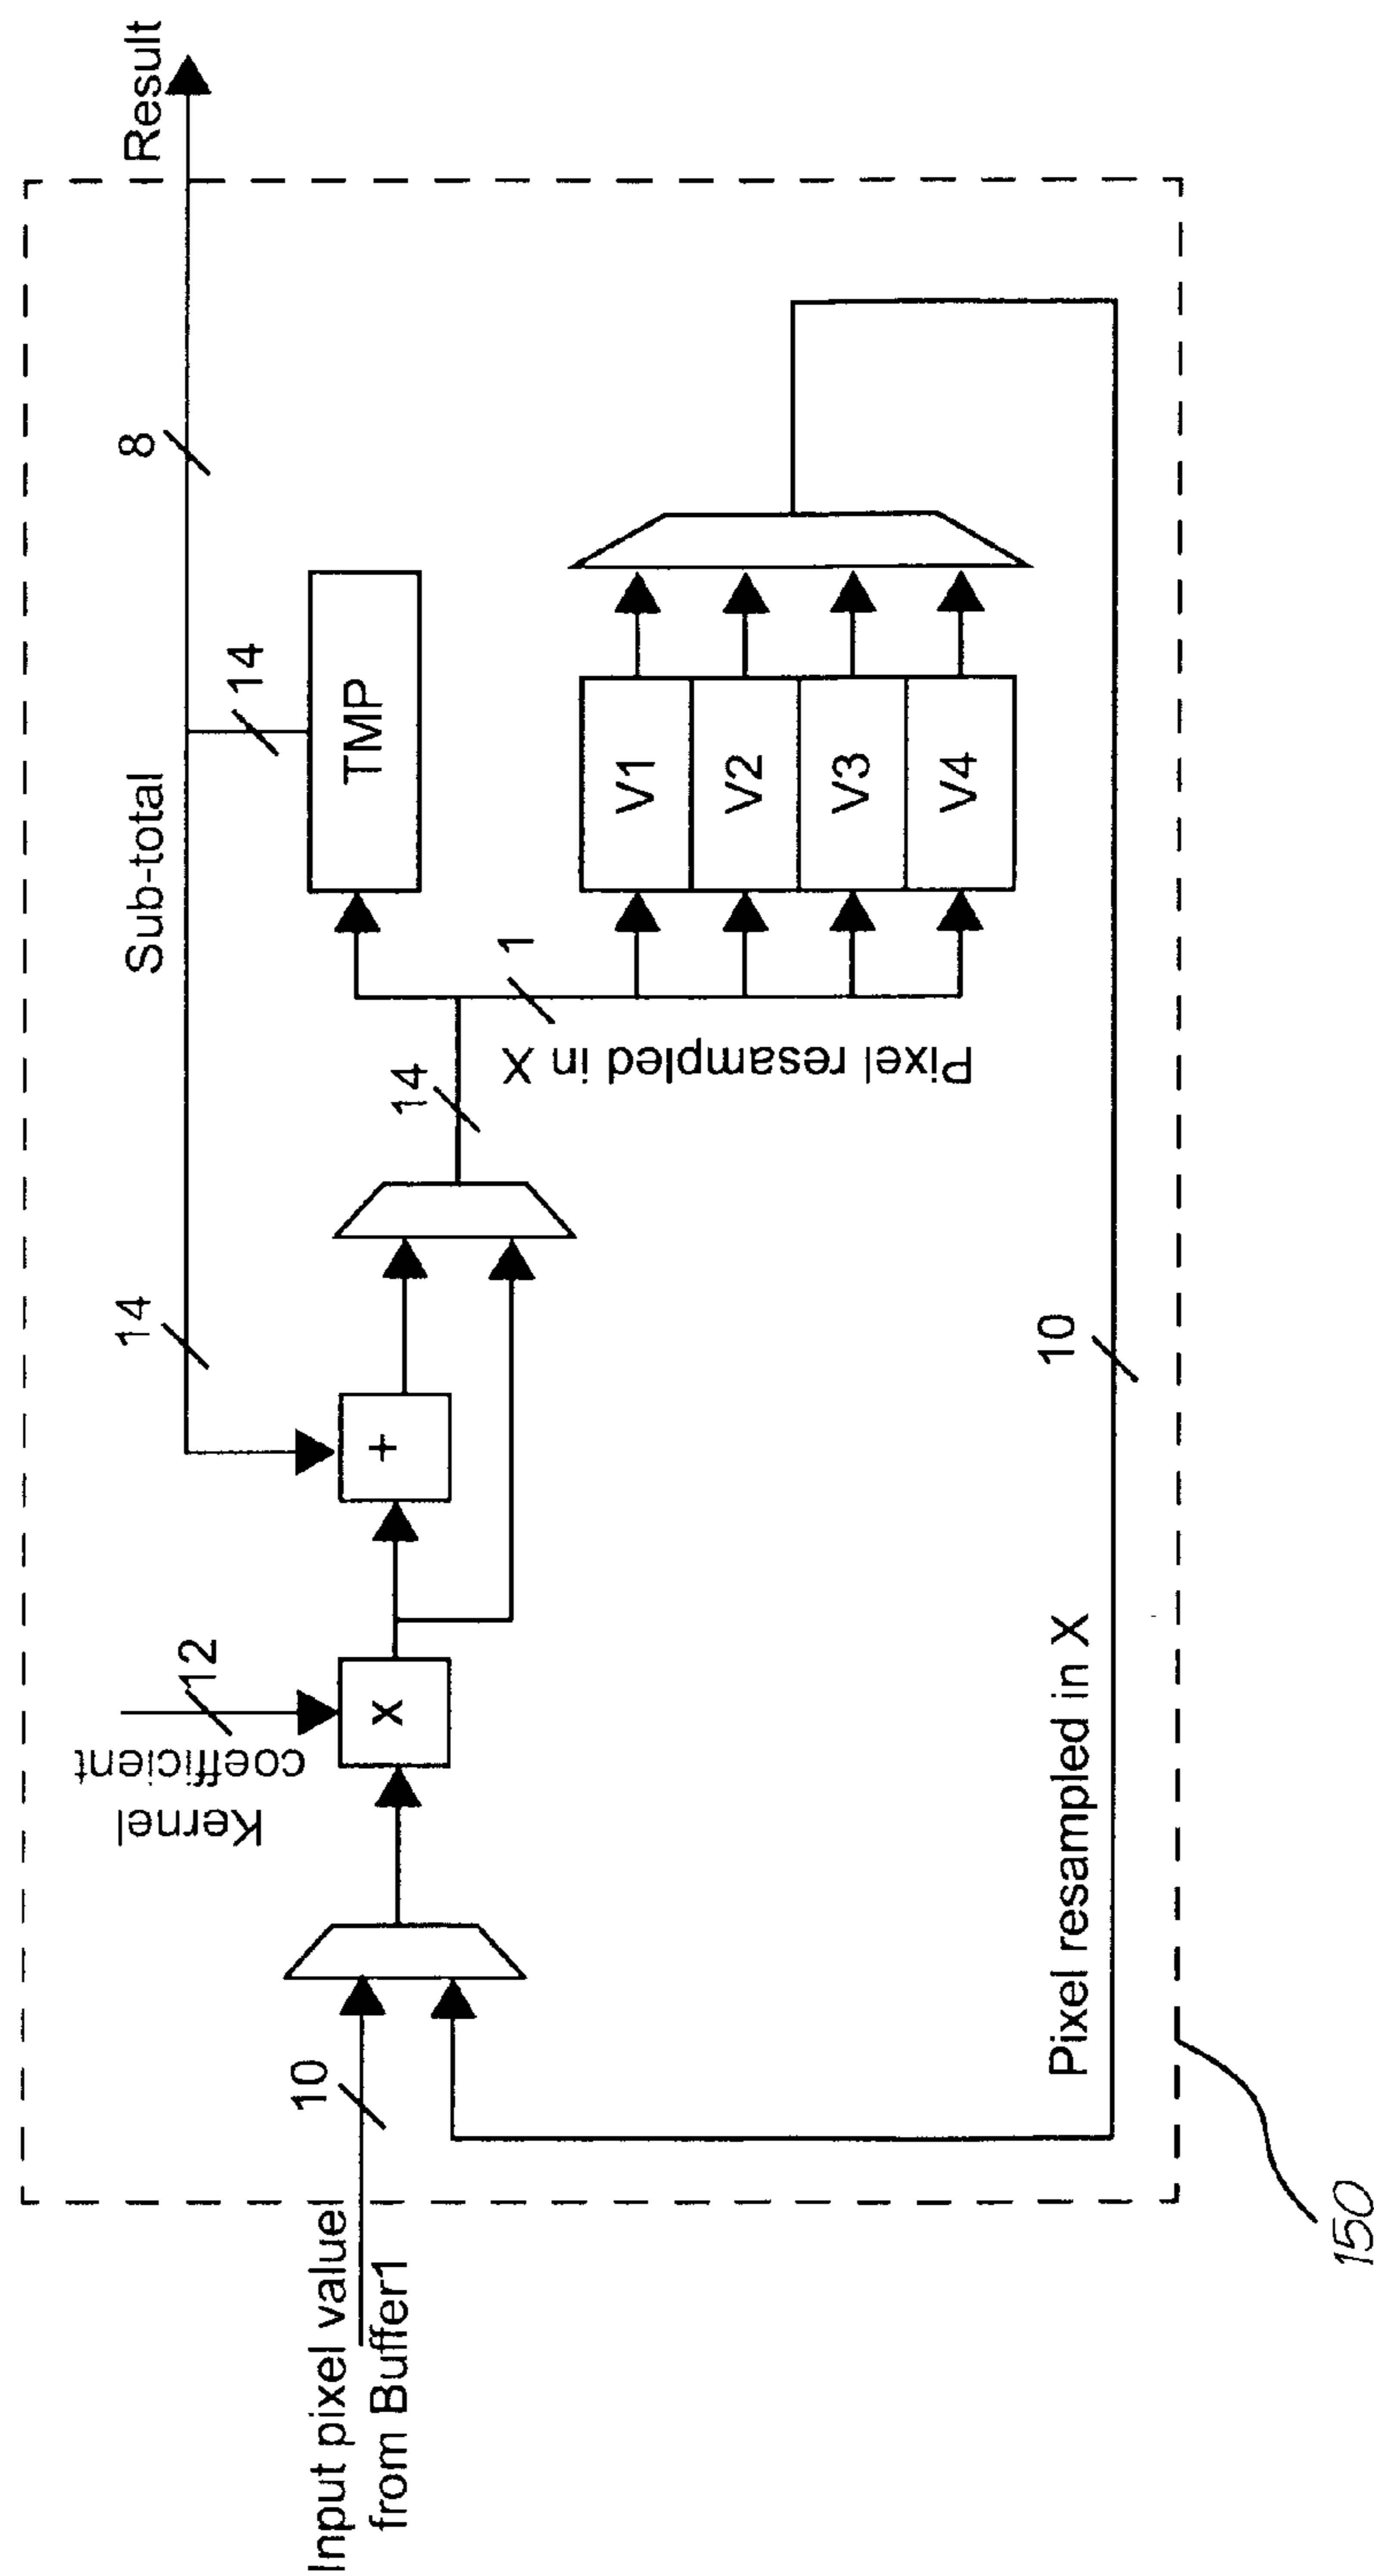 Result
8
Sub-total
14
14
TMP
Kernel
coefficient
12
X
+
14
1
Pixel resampled in X
V1
V2
V3
V4
Input pixel value
from Buffer1
10
10
Pixel resampled in X
150